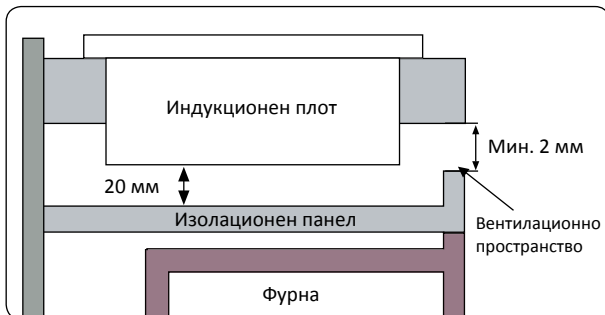 Индукционен плот
Мин. 2 мм
20 мм
Изолационен панел
Вентилационно
пространство
Фурна